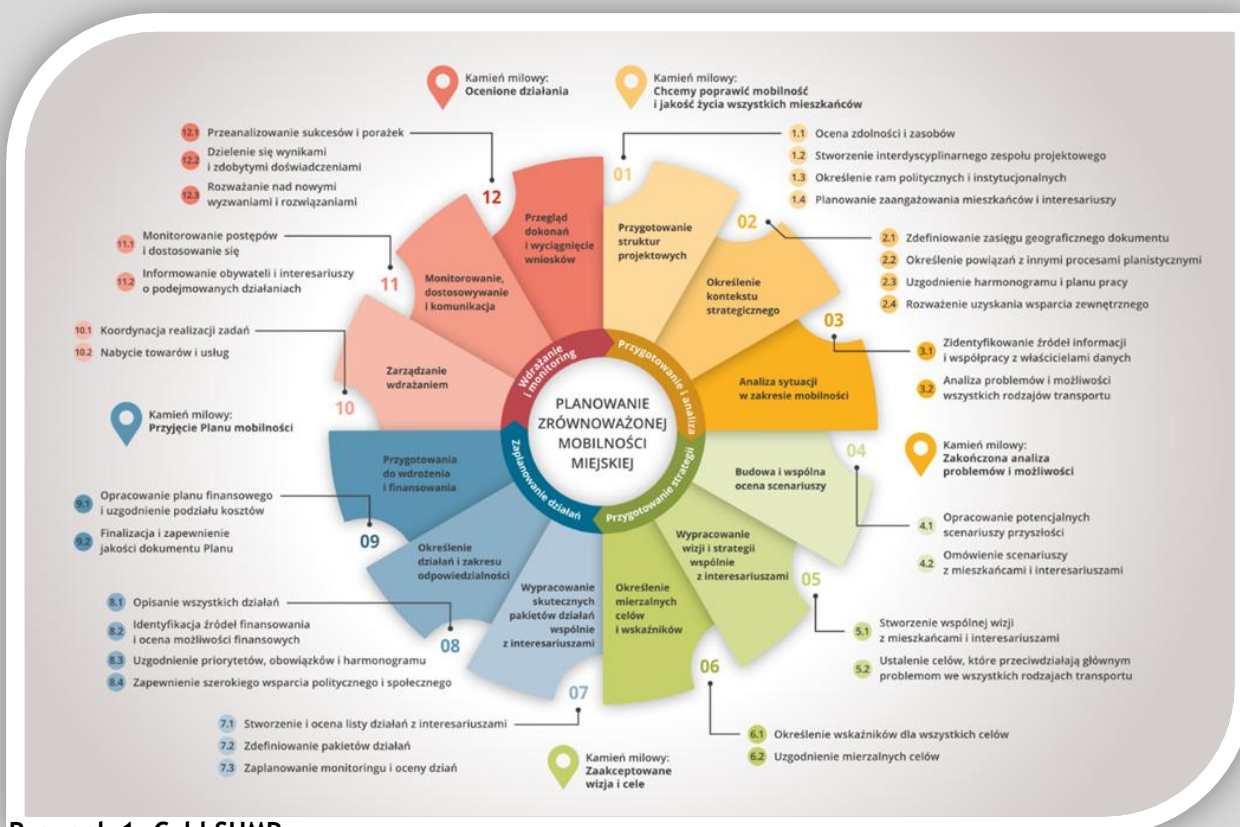 Kamień milowy:
Ocenione działania
Kamień milowy:
Chcemy poprawić mobilność
i jakość życia wszystkich mieszkańców
12.1 Przeanalizowanie sukcesów i porażek
12.2 Dzielenie się wynikami
i zdobytymi doświadczeniami
12.3 Rozważanie nad nowymi
wyzwaniami i rozwiązaniami
11.1 Monitorowanie postępów
i dostosowanie się
11.2 Informowanie obywateli i interesariuszy
o podejmowanych działaniach
10.1 Koordynacja realizacji zadań
10.2 Nabycie towarów i usług
Kamień milowy:
Przyjęcie Planu mobilności
9.1 Opracowanie planu finansowego
i uzgodnienie podziału kosztów
9.2 Finalizacja i zapewnienie
jakości dokumentu Planu
8.1 Opisanie wszystkich działań
8.2 Identyfikacja źródeł finansowania
i ocena możliwości finansowych
8.3 Uzgodnienie priorytetów, obowiązków i harmonogramu
8.4 Zapewnienie szerokiego wsparcia politycznego i społecznego
7.1 Stworzenie i ocena listy działań z interesariuszami
7.2 Zdefiniowanie pakietów działań
7.3 Zaplanowanie monitoringu i oceny dziań
1.1 Ocena zdolności i zasobów
1.2 Stworzenie interdyscyplinarnego zespołu projektowego
1.3 Określenie ram politycznych i instytucjonalnych
1.4 Planowanie zaangażowania mieszkańców i interesariuszy
2.1 Zdefiniowanie zasięgu geograficznego dokumentu
2.2 Określenie powiązań z innymi procesami planistycznymi
2.3 Uzgodnienie harmonogramu i planu pracy
2.4 Rozważenie uzyskania wsparcia zewnętrznego
3.1 Zidentyfikowanie źródeł informacji
i współpracy z właścicielami danych
3.2 Analiza problemów i możliwości
wszystkich rodzajów transportu
Kamień milowy:
Zakończona analiza
problemów i możliwości
4.1 Opracowanie potencjalnych
scenariuszy przyszłości
4.2 Omówienie scenariuszy
z mieszkańcami i interesariuszami
5.1 Stworzenie wspólnej wizji
z mieszkańcami i interesariuszami
5.2 Ustalenie celów, które przeciwdziałają głównym
problemom we wszystkich rodzajach transportu
6.1 Określenie wskaźników dla wszystkich celów
6.2 Uzgodnienie mierzalnych celów
Kamień milowy:
Zaakceptowane
wizja i cele
01
Przygotowanie
struktur
projektowych
02
Określenie
kontekstu
strategicznego
03
Analiza sytuacji
w zakresie mobilności
04
Budowa i wspólna
ocena scenariuszy
05
Wypracowanie
wizji i strategii
wspólnie
z interesariuszami
06
Określenie
mierzalnych
celów
i wskaźników
07
Wypracowanie
skutecznych
pakietów działań
wspólnie
z interesariuszami
08
Określenie
działań i zakresu
odpowiedzialności
09
Przygotowania
do wdrożenia
i finansowania
10
Zarządzanie
wdrażaniem
11
Monitorowanie,
dostosowywanie
i komunikacja
12
Przegląd
dokonań
i wyciągnięcie
wniosków
Przygotowanie i analiza
Przygotowanie strategii
Zaplanowanie działań
Wdrażanie
i monitoring
PLANOWANIE
ZRÓWNOWAŻONEJ
MOBILNOŚCI
MIEJSKIEJ